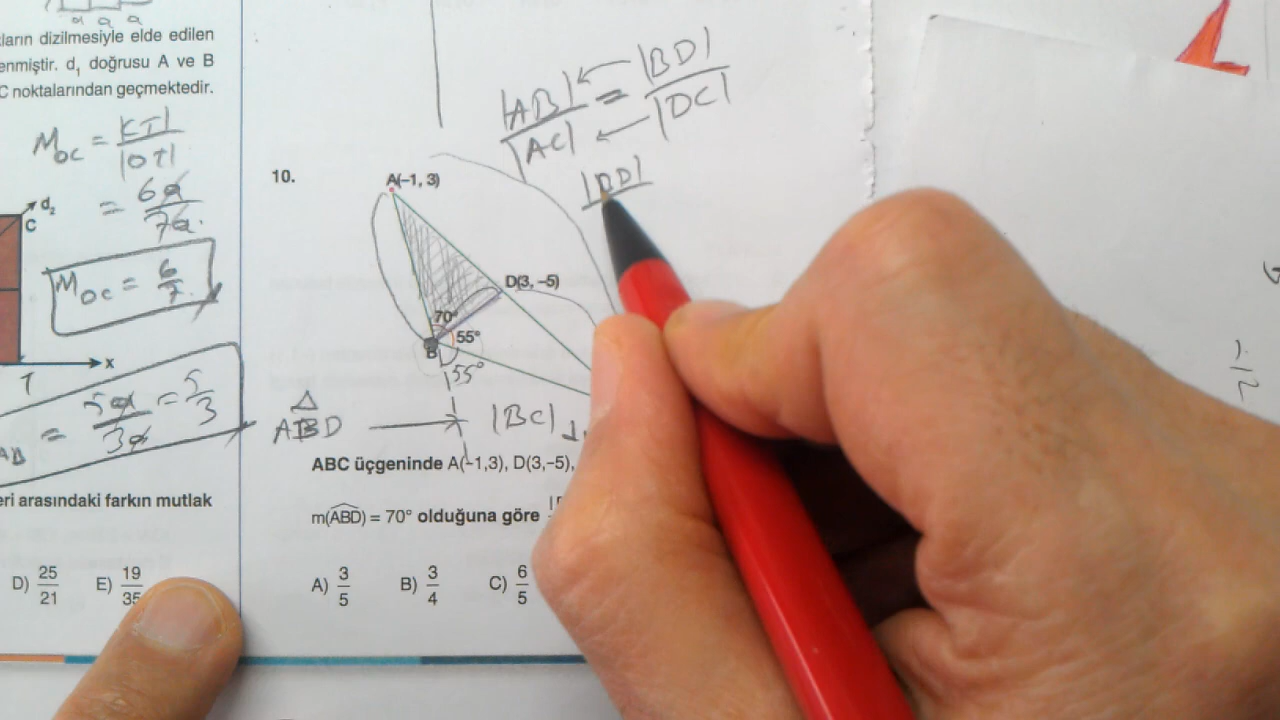 a a a
ların dizilmesiyle elde edilen
enmiştir. d₁ doğrusu A ve B
C noktalarından geçmektedir.
M_OC = |CT| / |OT|
= 6a / 7a
M_OC = 6/7
d₂
C
x
T
= 5a / 3a = 5/3
eri arasındaki farkın mutlak
D) 25/21 E) 19/35
|AB| / |AC| = |BD| / |DC|
10.
A(–1, 3)
D(3, –5)
70°
55°
B
55°
ABD → |BC|
ABC üçgeninde A(–1,3), D(3,–5),
m(ABD) = 70° olduğuna göre
A) 3/5 B) 3/4 C) 6/5